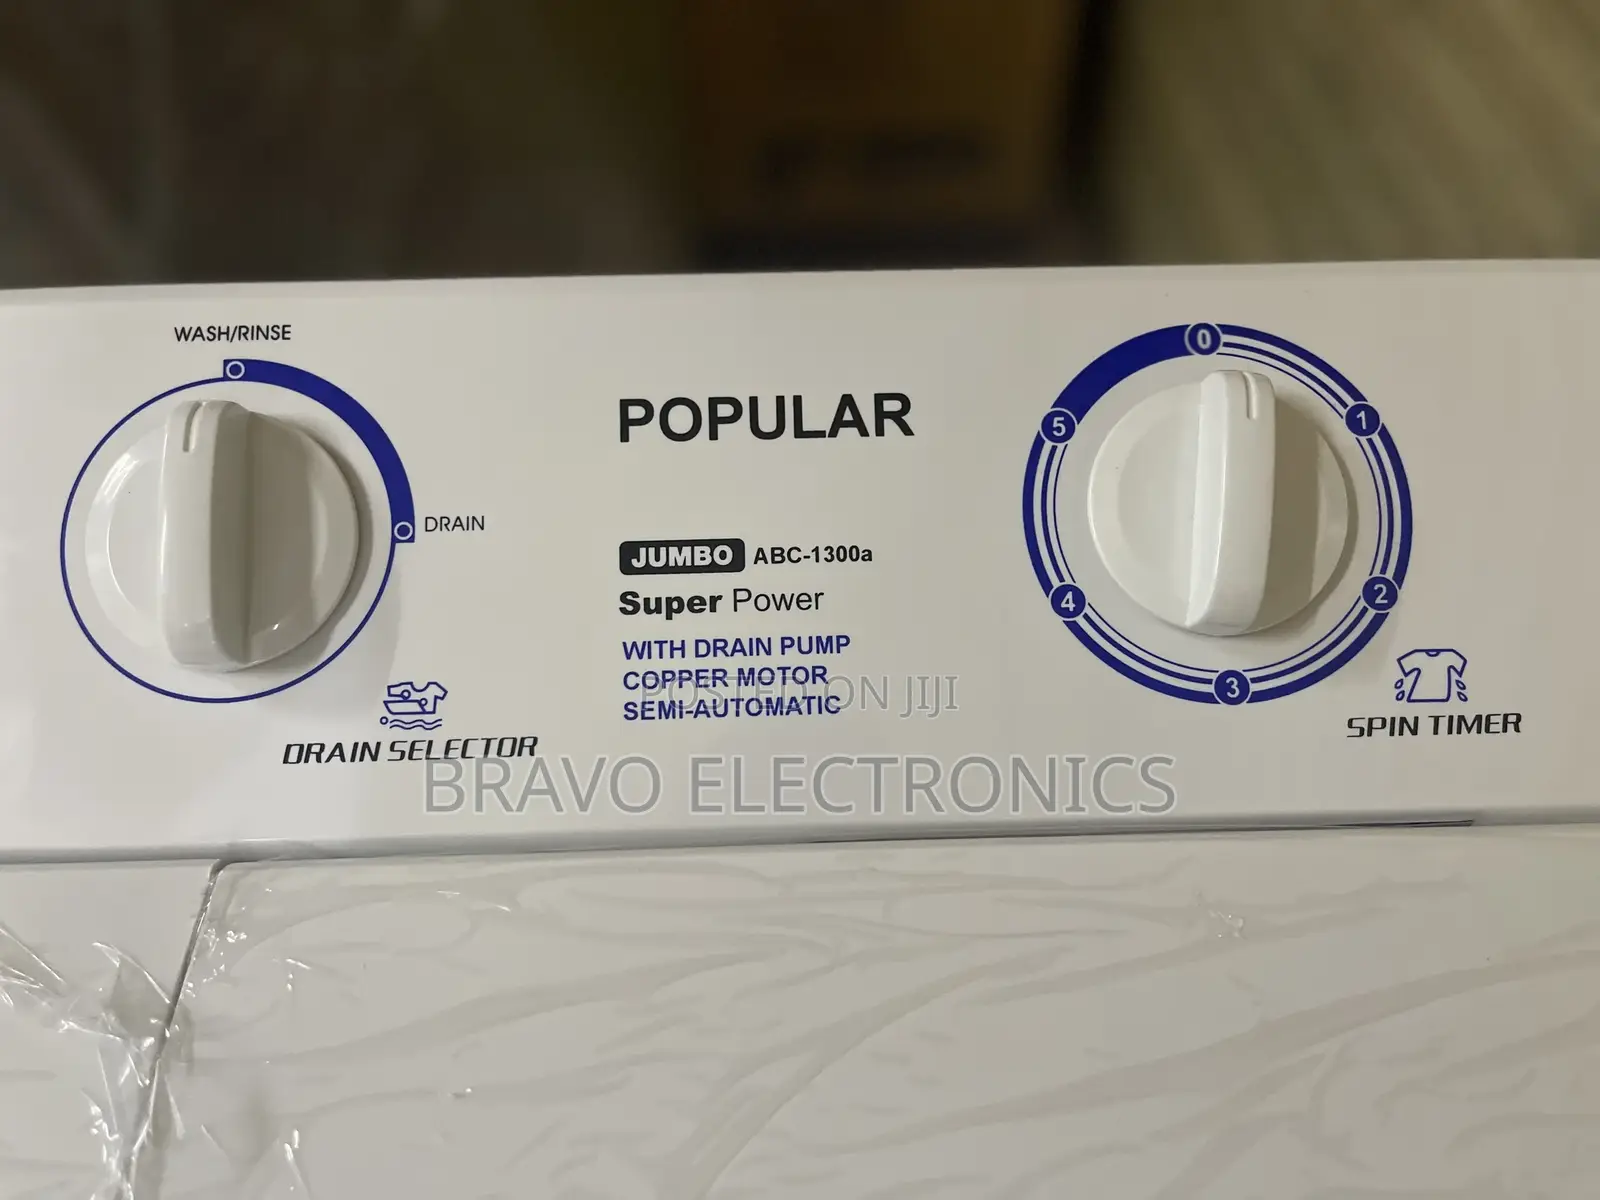 WASH/RINSE
DRAIN
DRAIN SELECTOR
POPULAR
JUMBO ABC-1300a
Super Power
WITH DRAIN PUMP
COPPER MOTOR
SEMI-AUTOMATIC
0
1
2
3
4
5
SPIN TIMER
POSTED ON JIJI
BRAVO ELECTRONICS